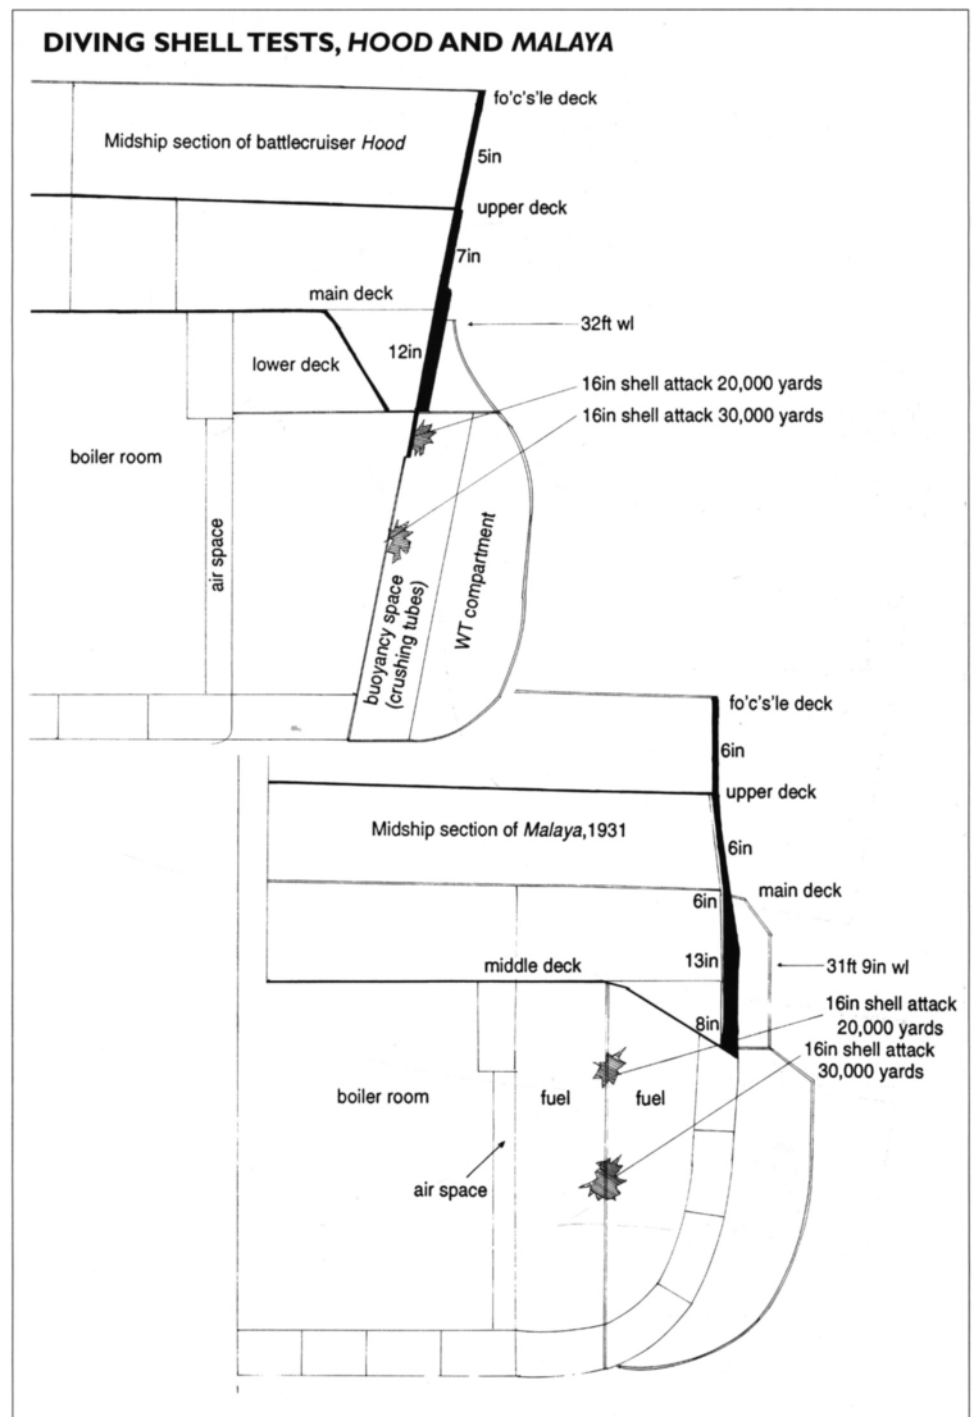 DIVING SHELL TESTS, HOOD AND MALAYA
fo'c's'le deck
Midship section of battlecruiser Hood
5in
upper deck
7in
main deck
32ft wl
12in
lower deck
16in shell attack 20,000 yards
16in shell attack 30,000 yards
boiler room
air space
buoyancy space
(crushing tubes)
WT compartment
fo'c's'le deck
6in
upper deck
Midship section of Malaya,1931
6in
main deck
6in
13in
middle deck
31ft 9in wl
8in
16in shell attack
20,000 yards
16in shell attack
30,000 yards
boiler room
fuel
fuel
air space